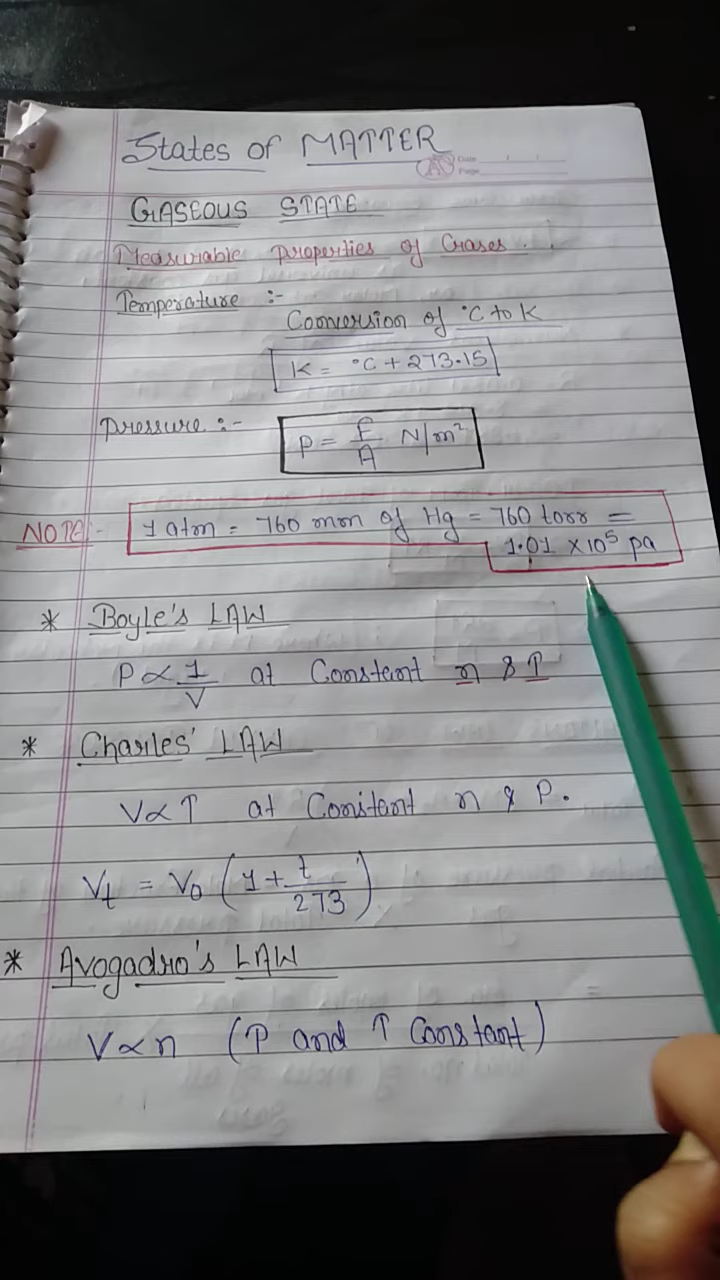 States of MATTER
Date
Page
GASEOUS STATE
Measurable properties of Gases.
Temperature :-
Conversion of °C to K
K = °C + 273.15
Pressure :-
P = F/A N/m²
NOTE:-
1 atm = 760 mm of Hg = 760 torr =
1.01 × 10⁵ pa
* Boyle's LAW
P ∝ 1/V at Constant n & T
* Charles' LAW
V ∝ T at Constant n & P.
Vₜ = V₀ (1 + t/273)
* Avogadro's LAW
V ∝ n (P and T Constant)